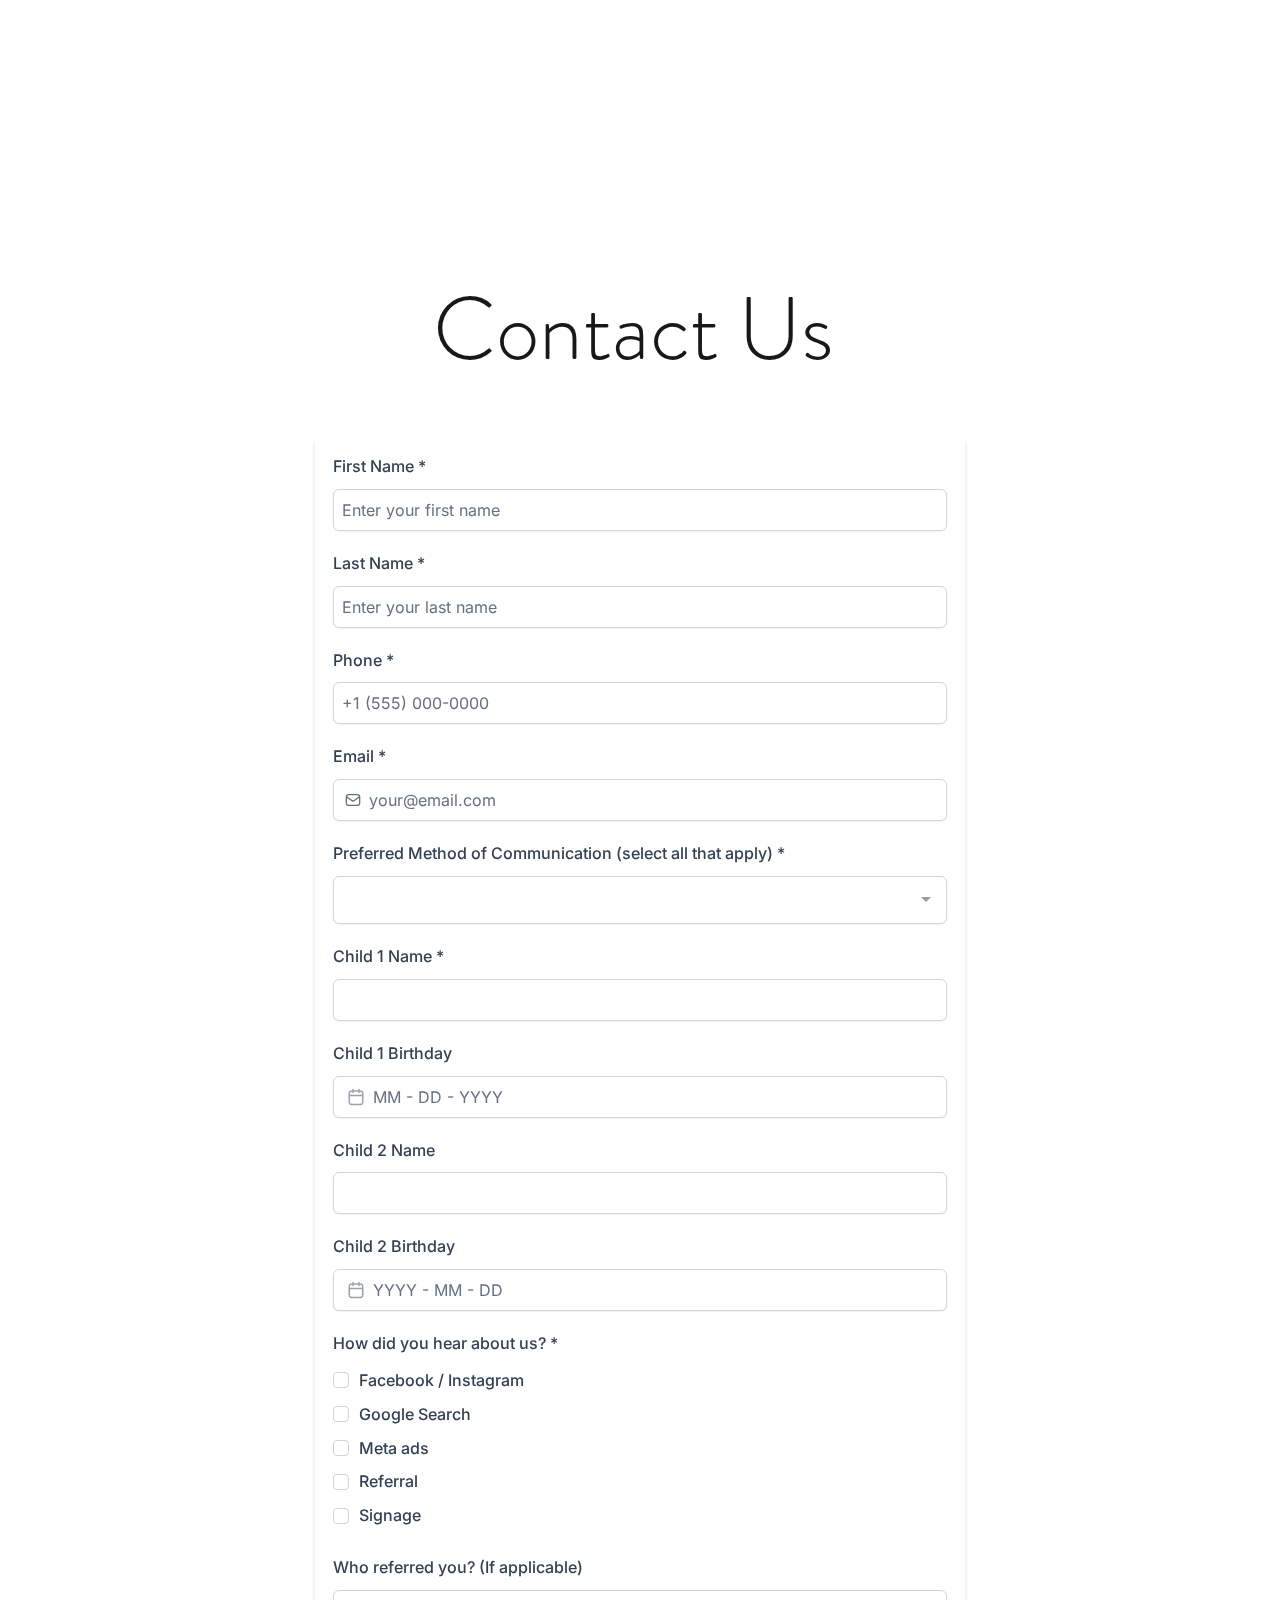 Contact Us
First Name *
Enter your first name
Last Name *
Enter your last name
Phone *
+1 (555) 000-0000
Email *
your@email.com
Preferred Method of Communication (select all that apply) *
Child 1 Name *
Child 1 Birthday
MM - DD - YYYY
Child 2 Name
Child 2 Birthday
YYYY - MM - DD
How did you hear about us? *
Facebook / Instagram
Google Search
Meta ads
Referral
Signage
Who referred you? (If applicable)